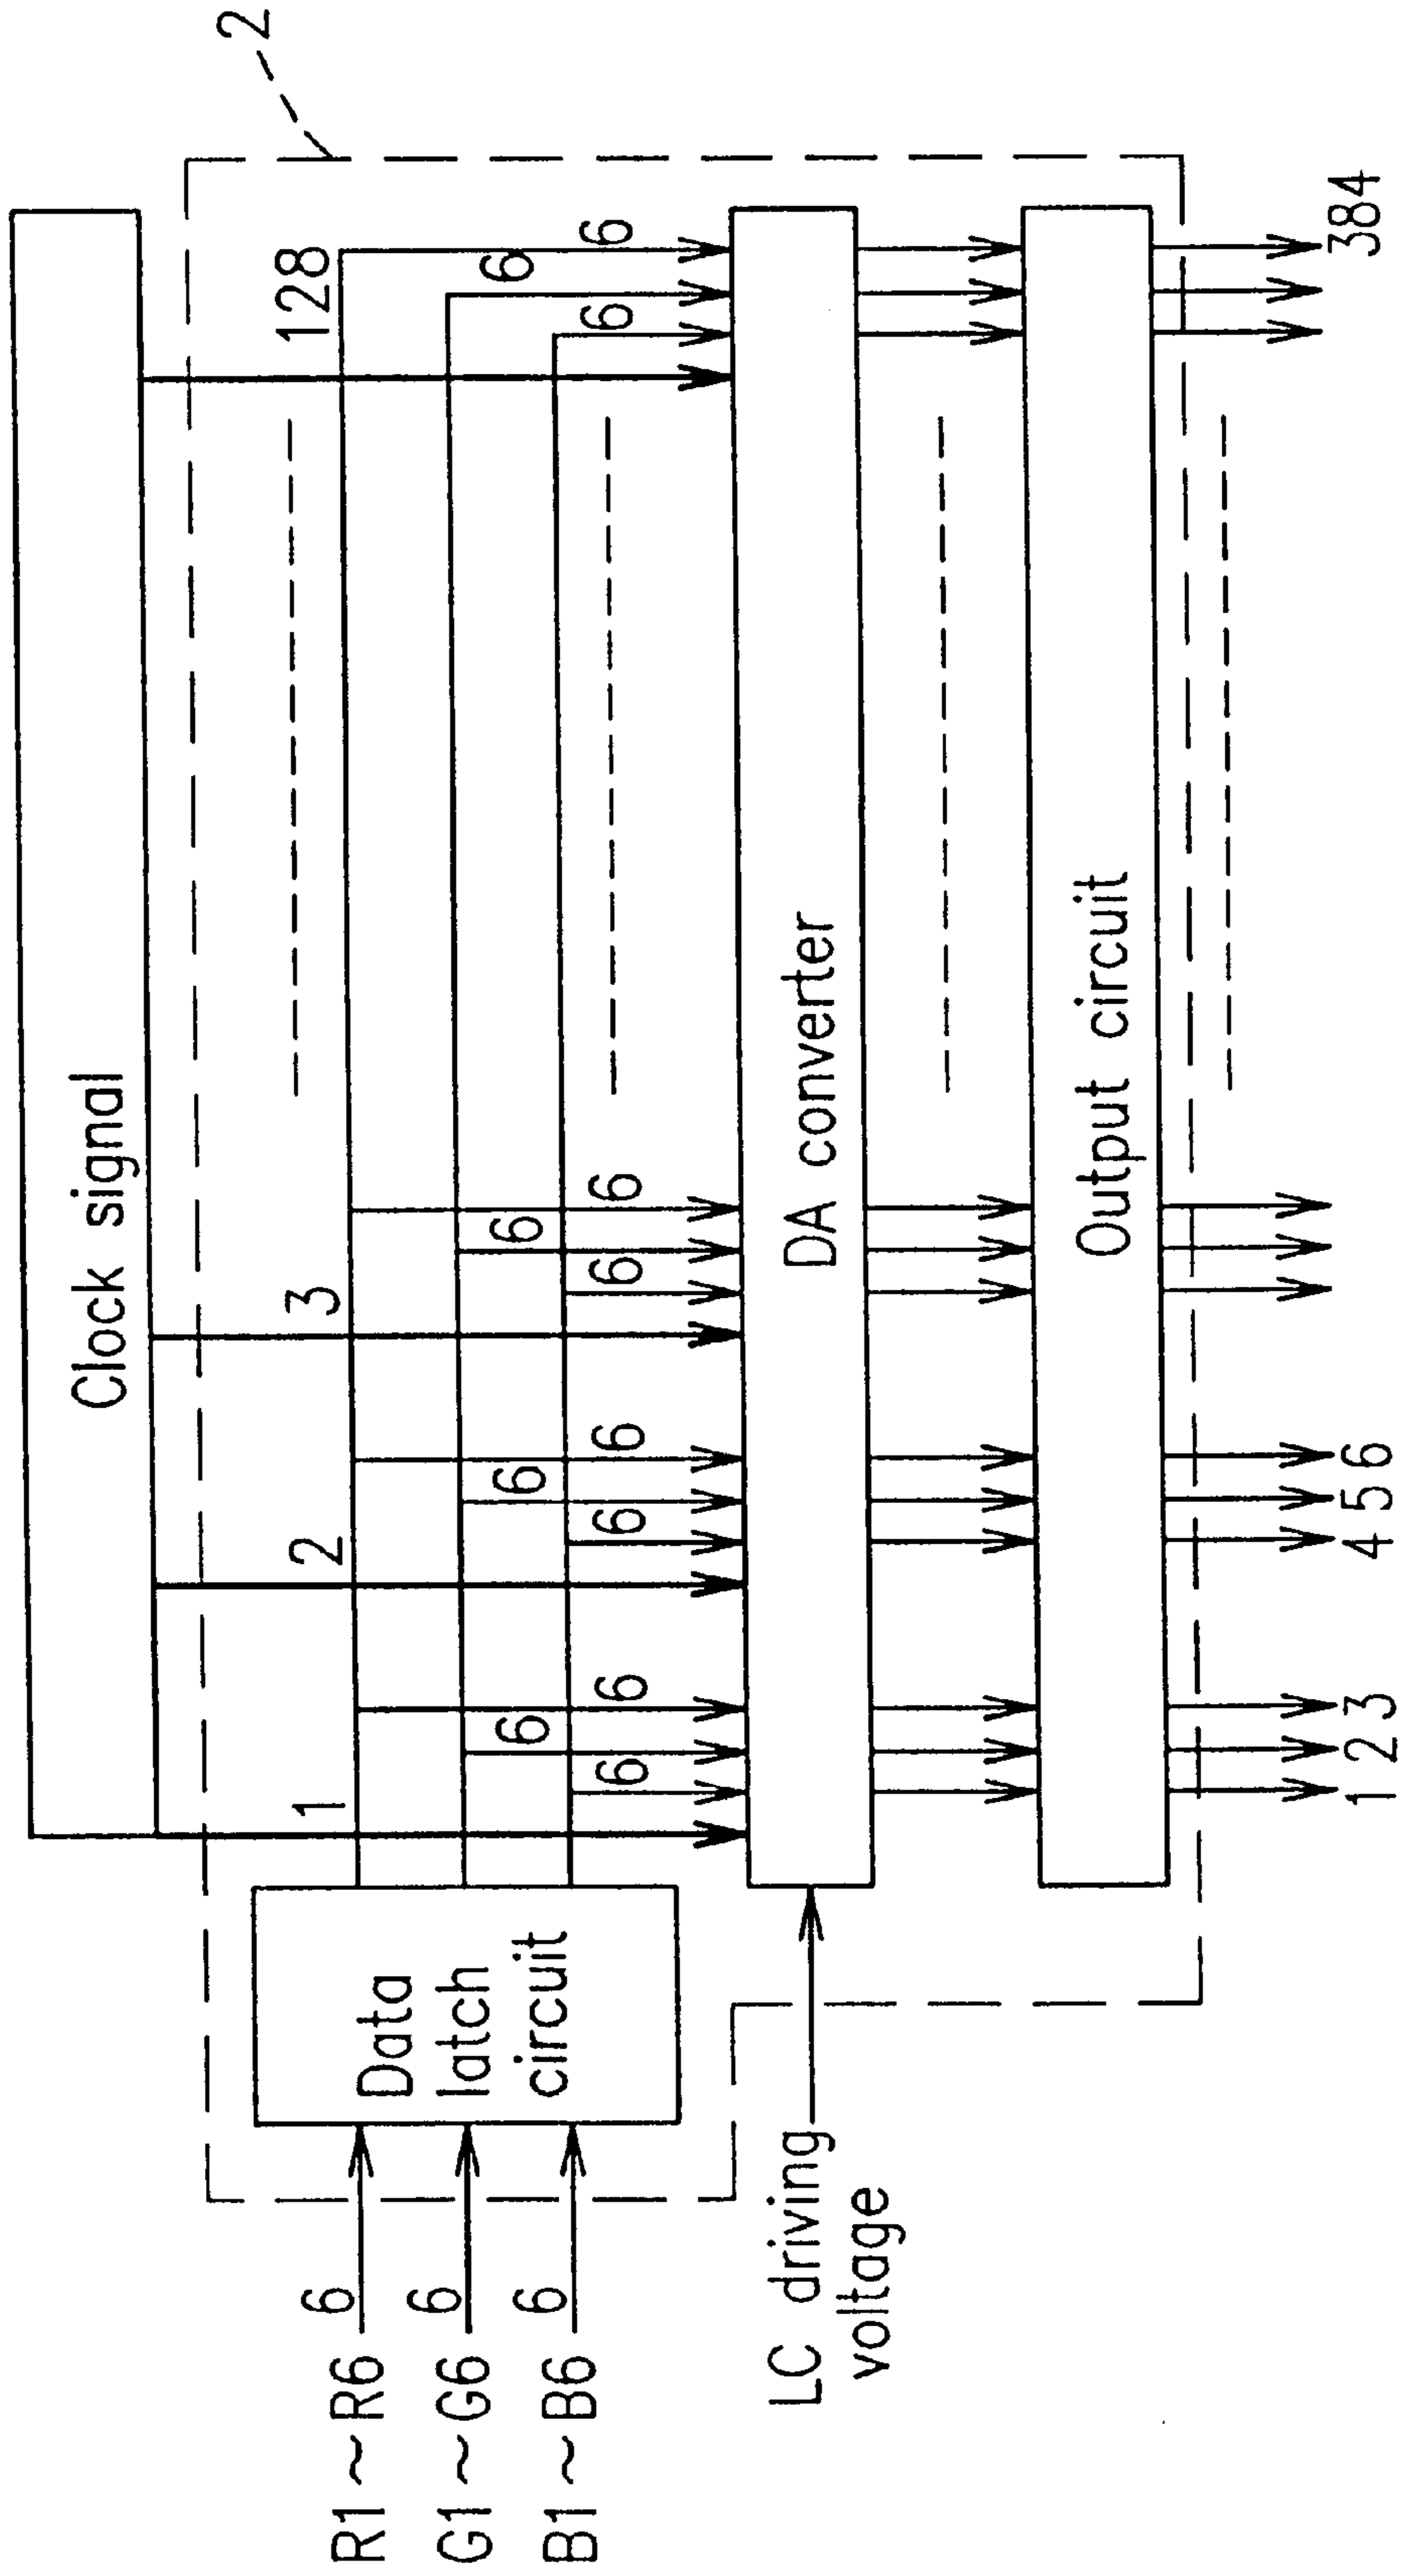 Clock signal
2
1
2
3
128
R1~R6 6
G1~G6 6
B1~B6 6
Data
latch
circuit
6 6 6
6 6 6
6 6 6
6 6 6
LC driving
voltage
DA converter
Output circuit
1 2 3
4 5 6
384